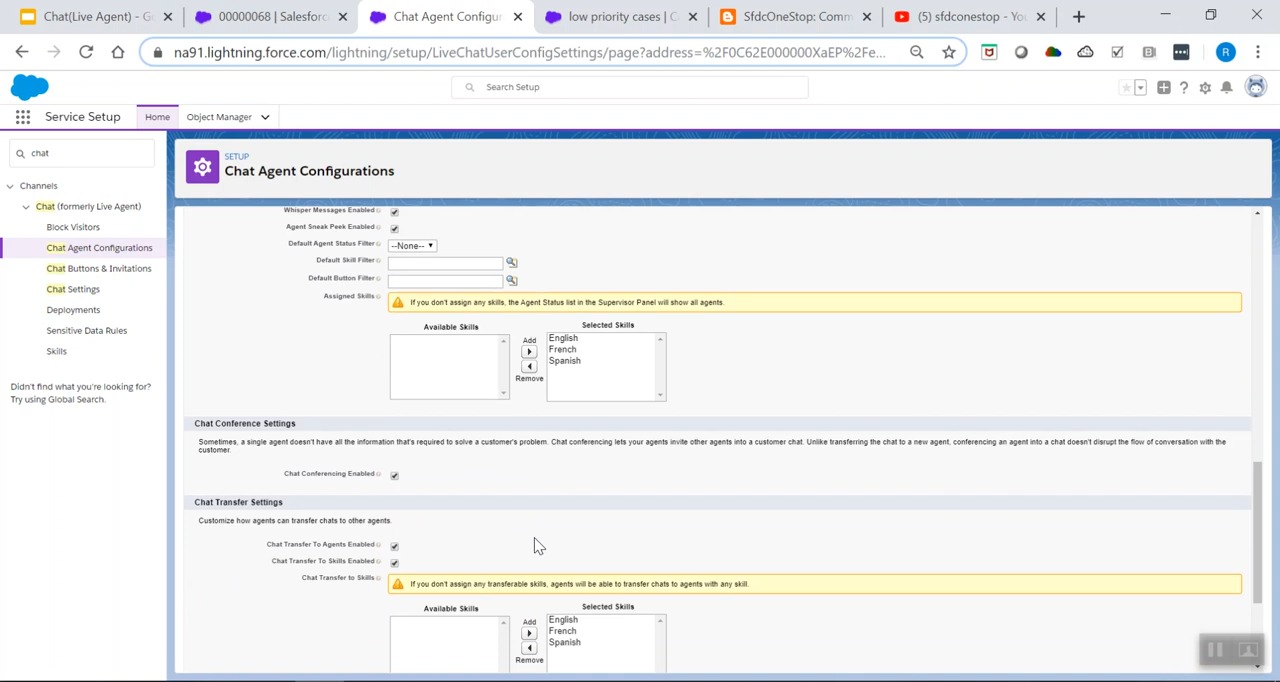 Chat(Live Agent) - G
00000068 | Salesforc
Chat Agent Configur
low priority cases | C
SfdcOneStop: Comm
(5) sfdconestop - Yo
na91.lightning.force.com/lightning/setup/LiveChatUserConfigSettings/page?address=%2F0C62E000000XaEP%2Fe...
R
Search Setup
Service Setup
Home
Object Manager
chat
SETUP
Chat Agent Configurations
Channels
Chat (formerly Live Agent)
Block Visitors
Chat Agent Configurations
Chat Buttons & Invitations
Chat Settings
Deployments
Sensitive Data Rules
Skills
Didn't find what you're looking for?
Try using Global Search.
Whisper Messages Enabled
Agent Sneak Peek Enabled
Default Agent Status Filter
--None--
Default Skill Filter
Default Button Filter
Assigned Skills
If you don't assign any skills, the Agent Status list in the Supervisor Panel will show all agents.
Available Skills
Selected Skills
Add
Remove
English
French
Spanish
Chat Conference Settings
Sometimes, a single agent doesn't have all the information that's required to solve a customer's problem. Chat conferencing lets your agents invite other agents into a customer chat. Unlike transferring the chat to a new agent, conferencing an agent into a chat doesn't disrupt the flow of conversation with the
customer.
Chat Conferencing Enabled
Chat Transfer Settings
Customize how agents can transfer chats to other agents.
Chat Transfer To Agents Enabled
Chat Transfer To Skills Enabled
Chat Transfer to Skills
If you don't assign any transferable skills, agents will be able to transfer chats to agents with any skill.
Available Skills
Selected Skills
Add
Remove
English
French
Spanish